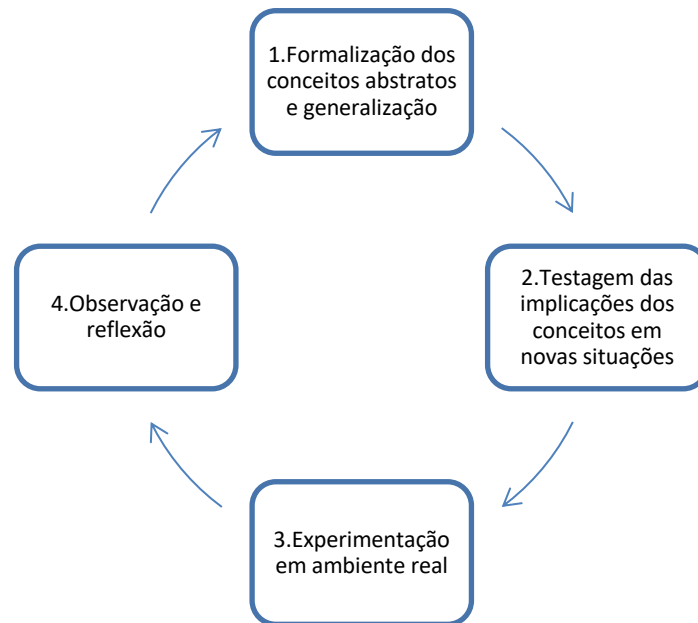 1.Formalização dos
conceitos abstratos
e generalização
2.Testagem das
implicações dos
conceitos em
novas situações
3.Experimentação
em ambiente real
4.Observação e
reflexão